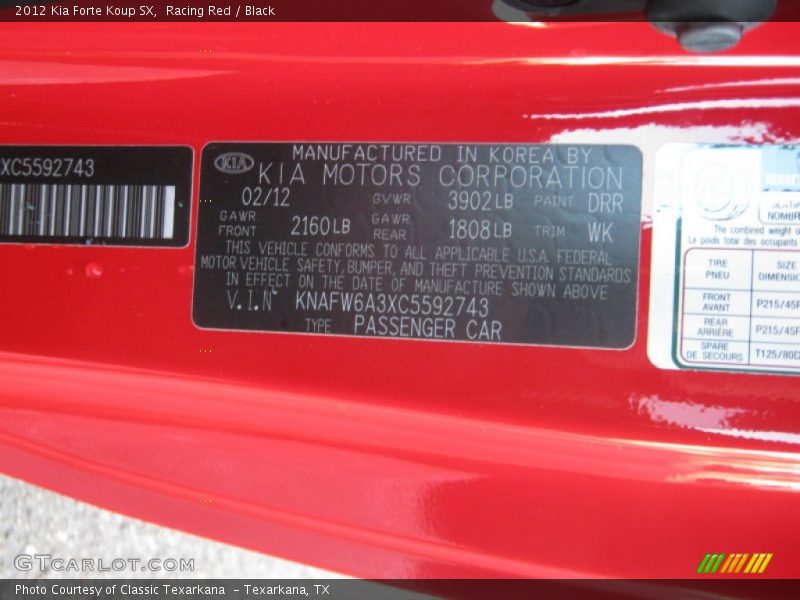 2012 Kia Forte Koup SX,  Racing Red / Black
XC5592743
KIA
MANUFACTURED IN KOREA BY
KIA MOTORS CORPORATION
02/12 GVWR 3902LB PAINT DRR
GAWR FRONT 2160LB GAWR REAR 1808LB TRIM WK
THIS VEHICLE CONFORMS TO ALL APPLICABLE U.S.A. FEDERAL
MOTOR VEHICLE SAFETY, BUMPER, AND THEFT PREVENTION STANDARDS
IN EFFECT ON THE DATE OF MANUFACTURE SHOWN ABOVE
V.I.N KNAFW6A3XC5592743
TYPE PASSENGER CAR
The combined weight o
Le poids total des occupants
TIRE PNEU SIZE DIMENSIO
FRONT AVANT P215/45R
REAR ARRIÈRE P215/45R
SPARE DE SECOURS T125/80D
GTCARLOT.COM
Photo Courtesy of Classic Texarkana  - Texarkana, TX